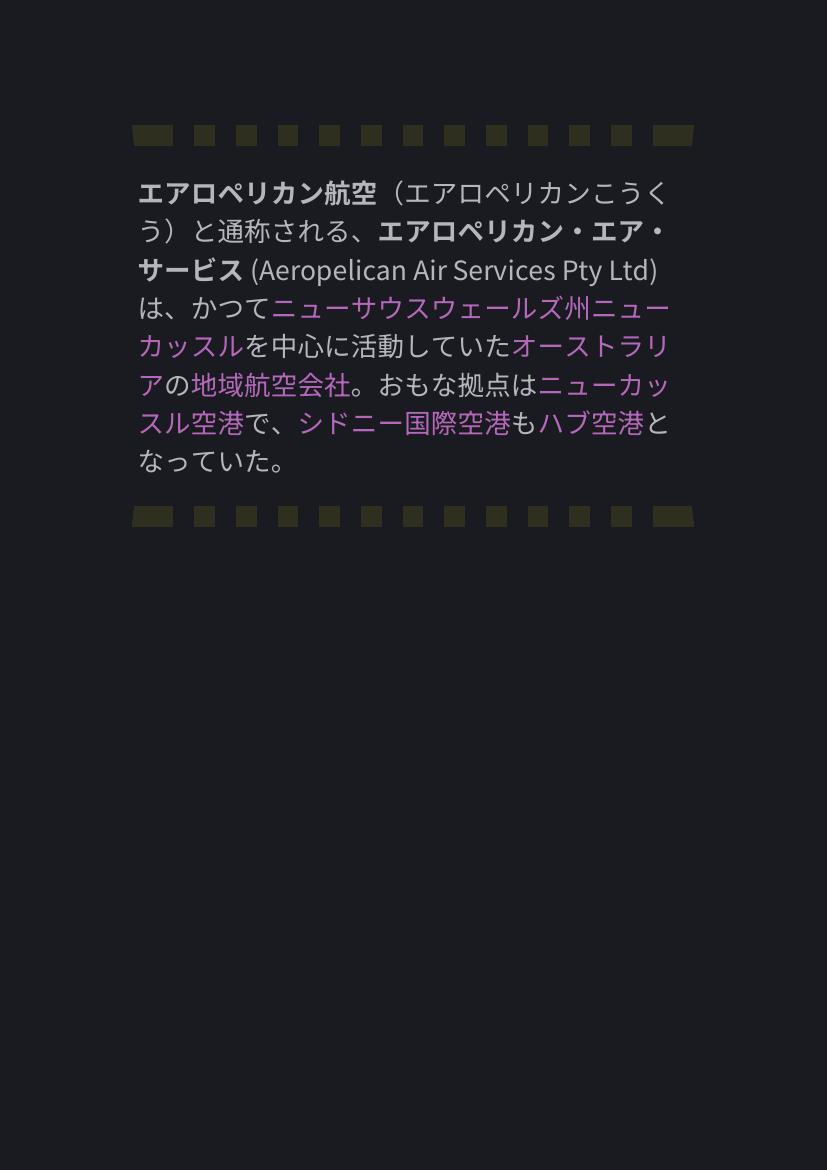 エアロペリカン航空（エアロペリカンこうく
う）と通称される、エアロペリカン・エア・
サービス (Aeropelican Air Services Pty Ltd)
は、かつてニューサウスウェールズ州ニュー
カッスルを中心に活動していたオーストラリ
アの地域航空会社。おもな拠点はニューカッ
スル空港で、シドニー国際空港もハブ空港と
なっていた。